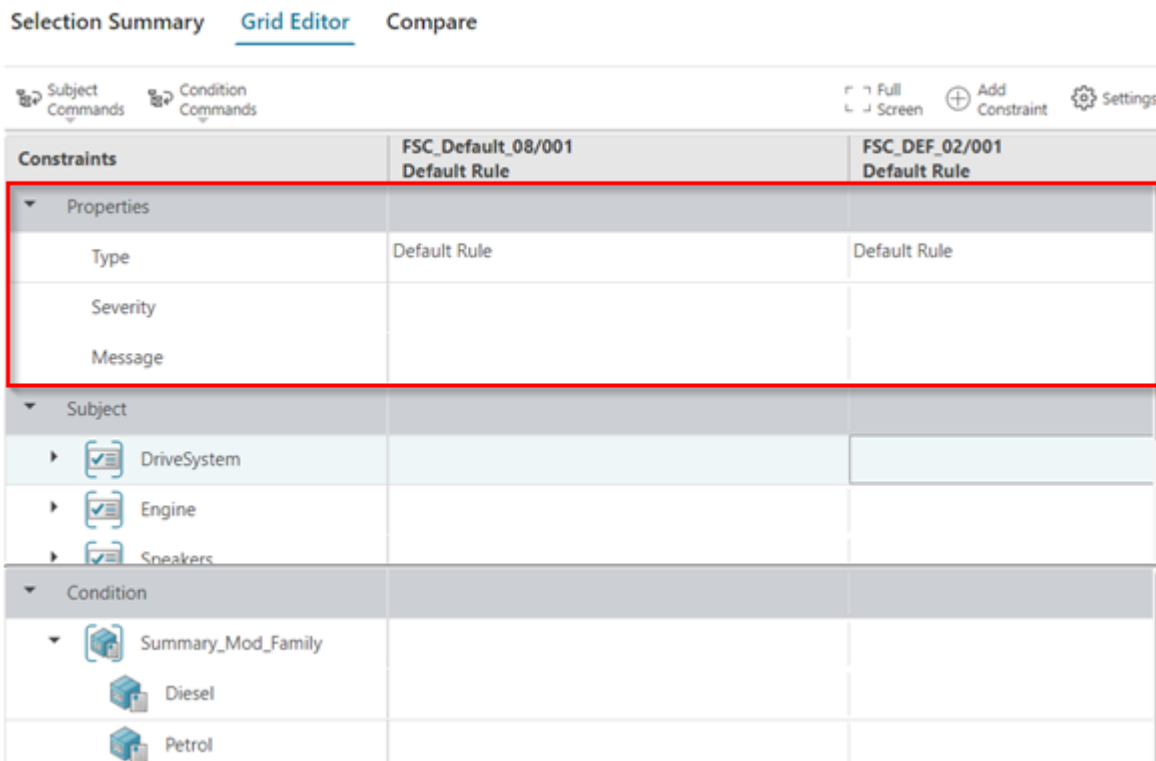 Selection Summary Grid Editor Compare
Subject Commands Condition Commands Full Screen Add Constraint Settings
Constraints FSC_Default_08/001 FSC_DEF_02/001
Default Rule Default Rule
Properties
Type Default Rule Default Rule
Severity
Message
Subject
DriveSystem
Engine
Speakers
Condition
Summary_Mod_Family
Diesel
Petrol